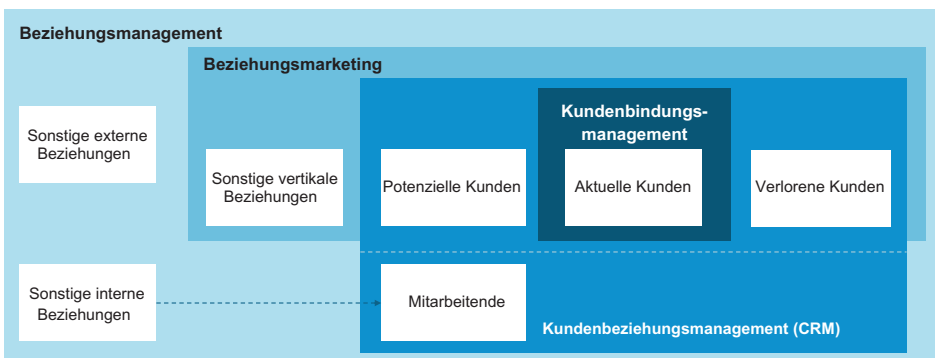 Beziehungsmanagement
Beziehungsmarketing
Kundenbindungs-
management
Sonstige externe
Beziehungen
Sonstige vertikale
Beziehungen
Potenzielle Kunden
Aktuelle Kunden
Verlorene Kunden
Sonstige interne
Beziehungen
Mitarbeitende
Kundenbeziehungsmanagement (CRM)